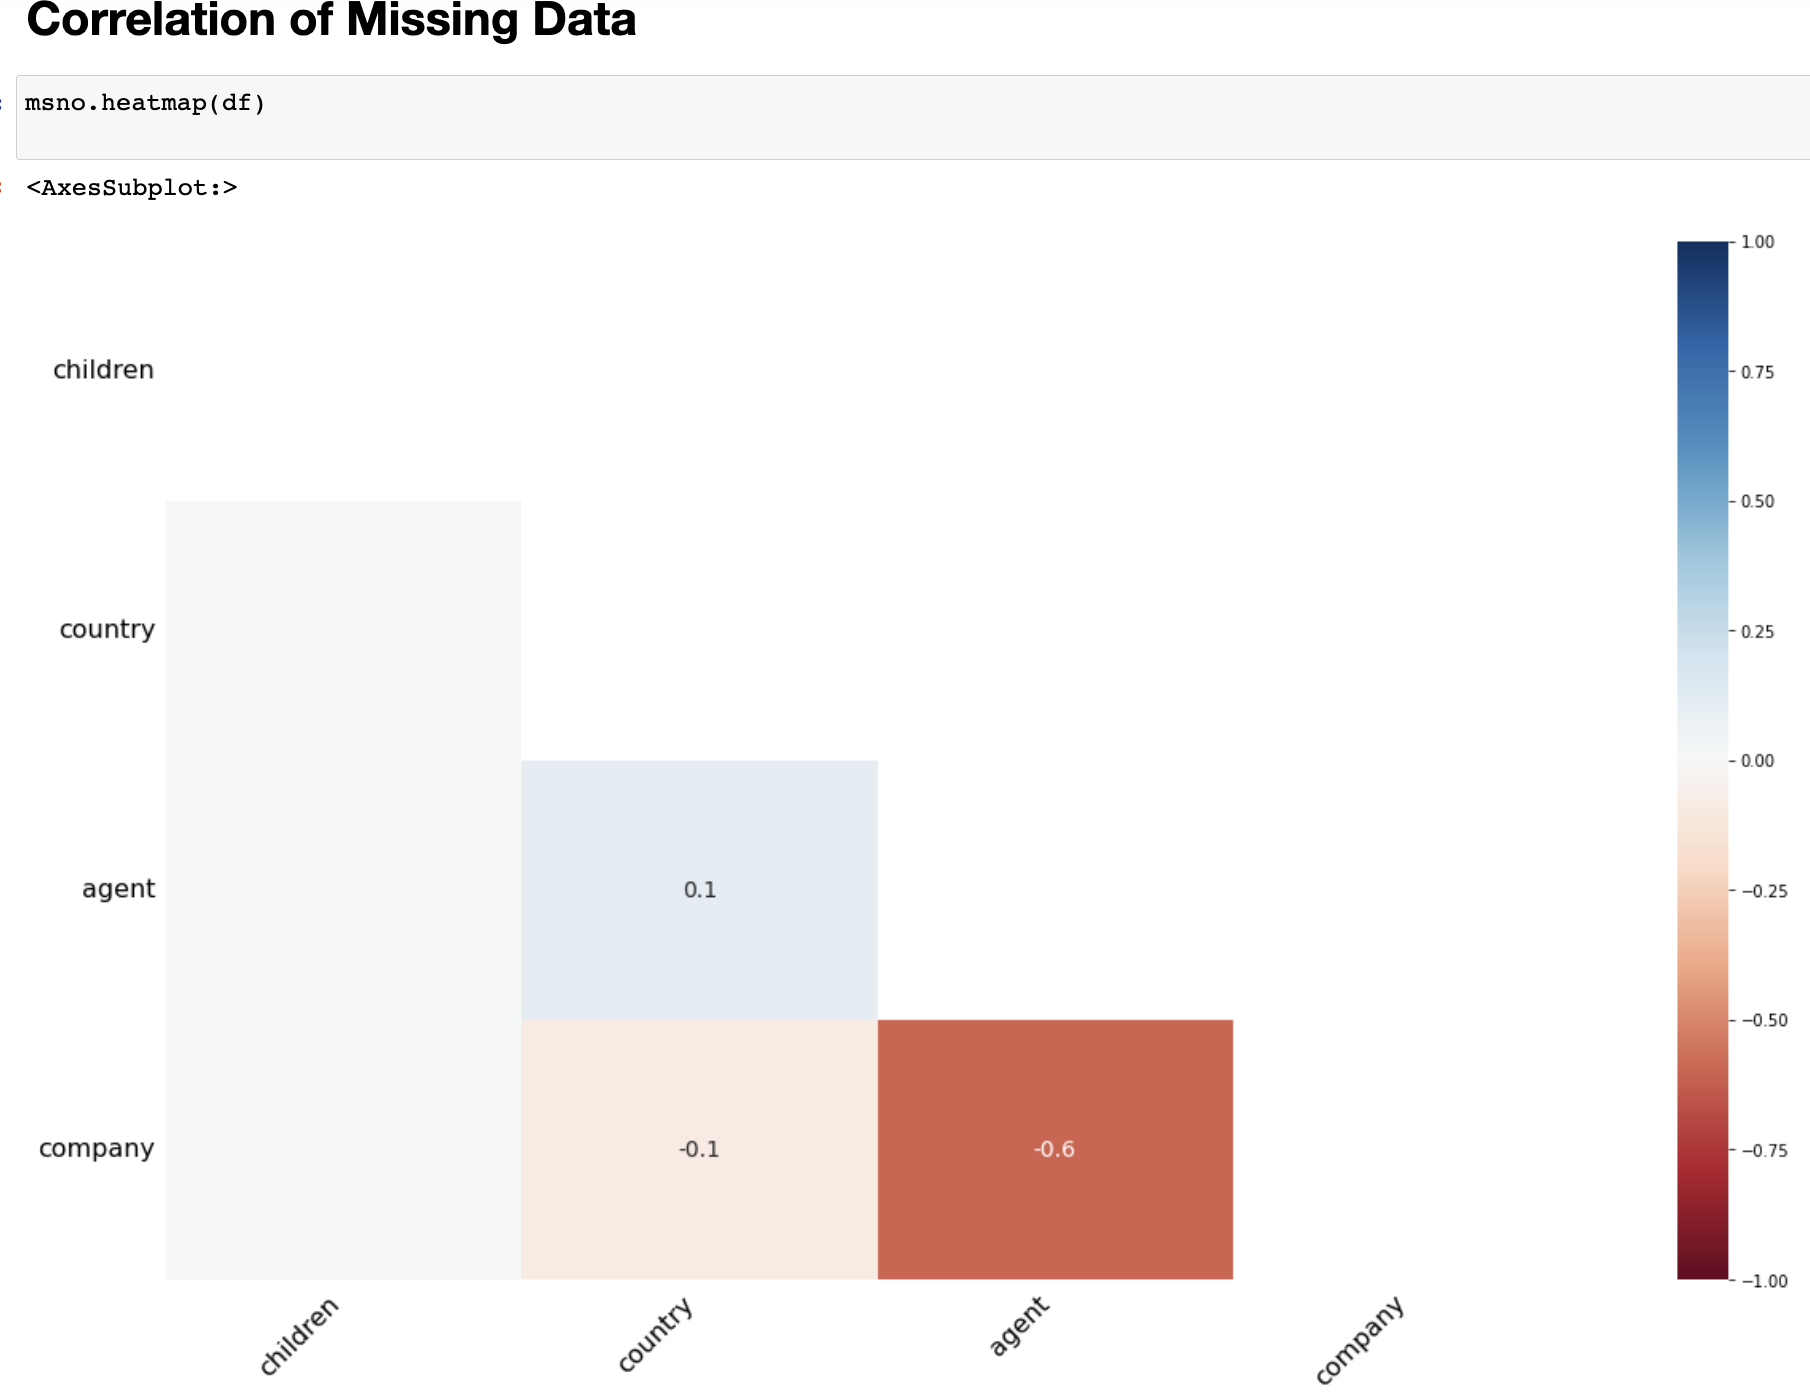 Correlation of Missing Data
msno.heatmap(df)
<AxesSubplot:>
1.00
children
0.75
0.50
country
0.25
0.00
agent
0.1
−0.25
−0.50
company
-0.1
-0.6
−0.75
−1.00
children
country
agent
company